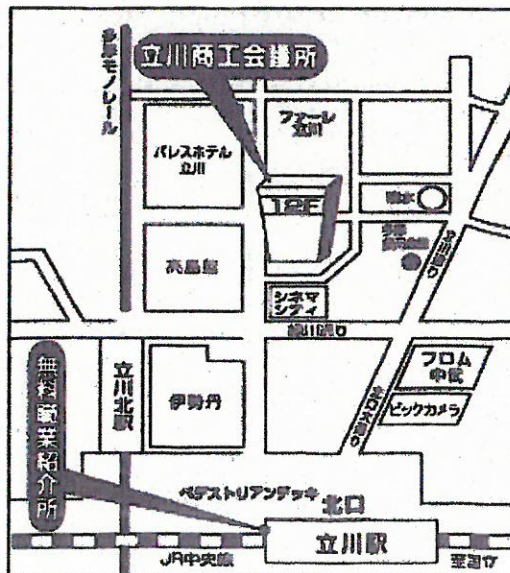 立川商工会議所
多摩モノレール
ファーレ
立川
パレスホテル
立川
12F
高島屋
シネマ
シティ
緑川通り
フロム
中武
ビックカメラ
立川北駅
伊勢丹
無料職業紹介所
ペデストリアンデッキ
北口
立川駅
JR中央線